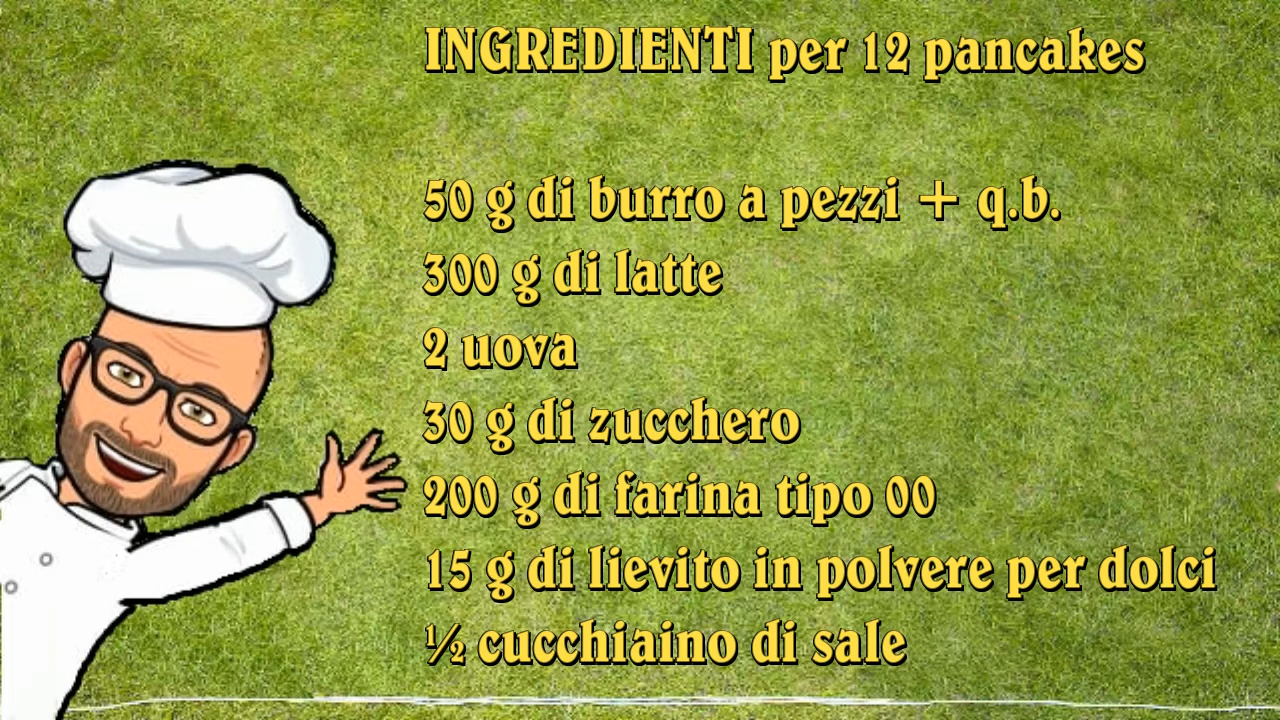 INGREDIENTI per 12 pancakes
50 g di burro a pezzi + q.b.
300 g di latte
2 uova
30 g di zucchero
200 g di farina tipo 00
15 g di lievito in polvere per dolci
½ cucchiaino di sale